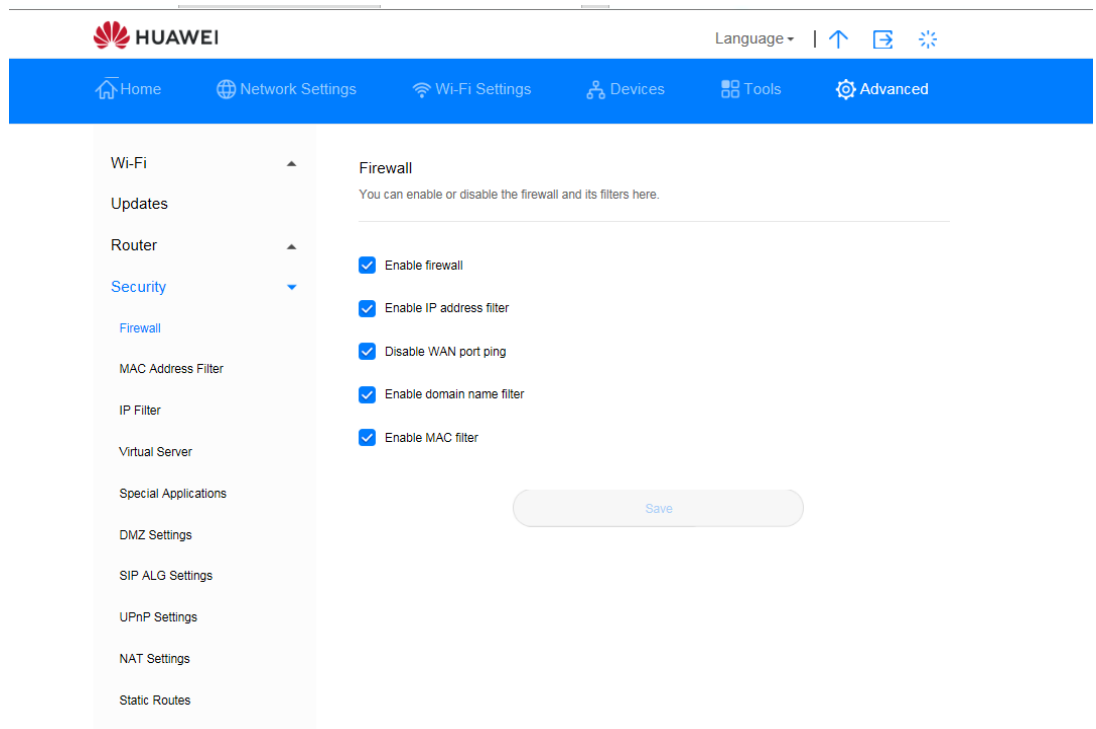 HUAWEI
Language
Home Network Settings Wi-Fi Settings Devices Tools Advanced
Wi-Fi
Updates
Router
Security
Firewall
MAC Address Filter
IP Filter
Virtual Server
Special Applications
DMZ Settings
SIP ALG Settings
UPnP Settings
NAT Settings
Static Routes
Firewall
You can enable or disable the firewall and its filters here.
Enable firewall
Enable IP address filter
Disable WAN port ping
Enable domain name filter
Enable MAC filter
Save